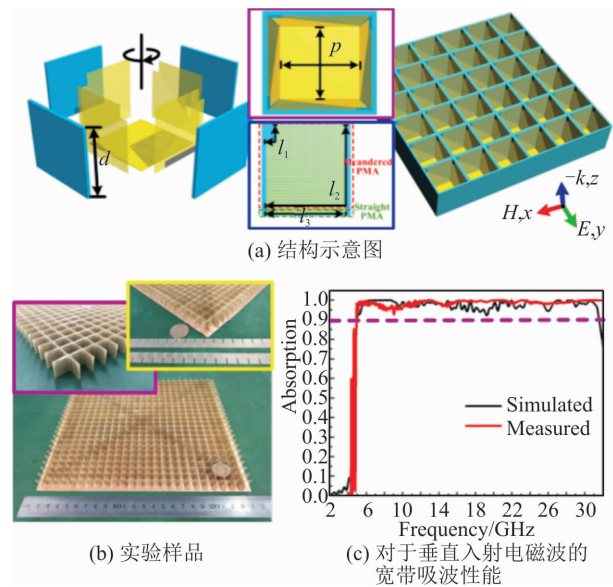 d
p
l1
Meandered
PMA
l2
l3
Straight
PMA
−k,z
H,x
E,y
(a) 结构示意图
(b) 实验样品
1.0
0.9
0.8
0.7
0.6
0.5
0.4
0.3
0.2
0.1
0.0
Absorption
Simulated
Measured
2 6 10 14 18 22 26 30
Frequency/GHz
(c) 对于垂直入射电磁波的
宽带吸波性能